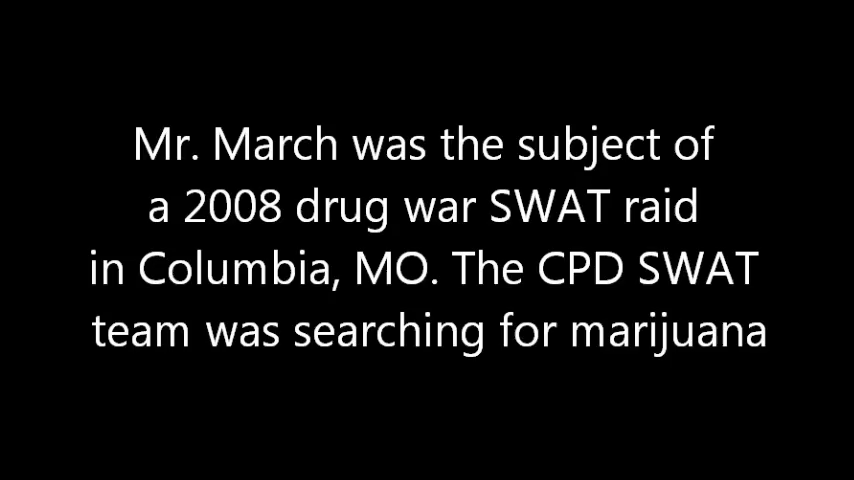 Mr. March was the subject of
a 2008 drug war SWAT raid
in Columbia, MO. The CPD SWAT
team was searching for marijuana